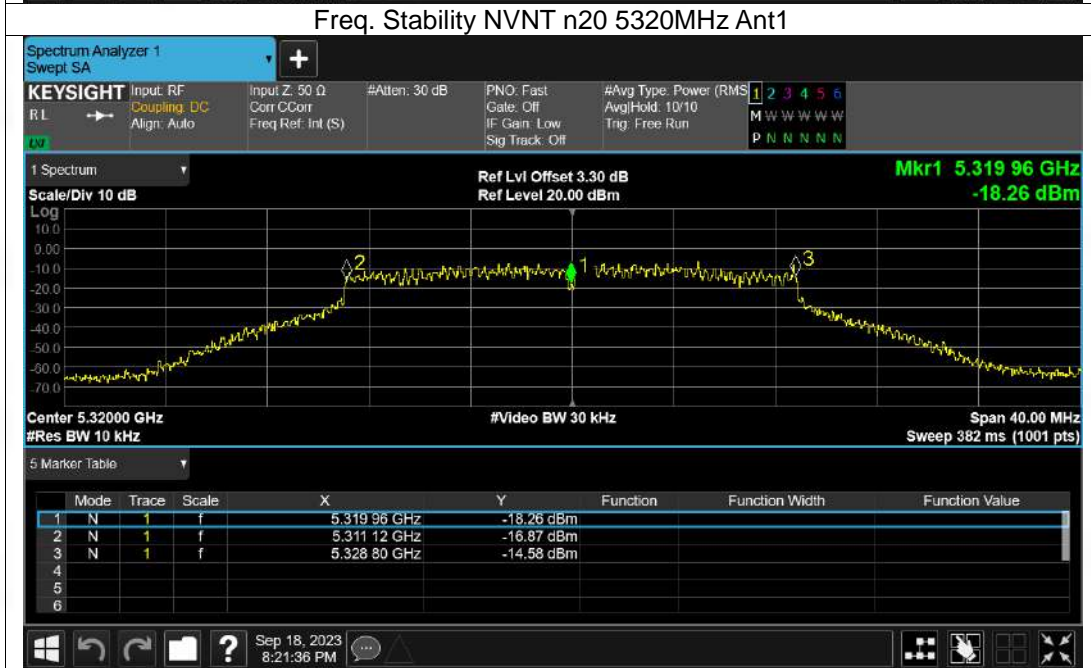 Freq. Stability NVNT n20 5320MHz Ant1
Spectrum Analyzer 1
Swept SA
+
KEYSIGHT Input: RF Input Z: 50 Ω #Atten: 30 dB PNO: Fast #Avg Type: Power (RMS 1 2 3 4 5 6
RL Coupling: DC Corr CCorr Gate: Off Avg|Hold: 10/10 M W W W W W
Align: Auto Freq Ref: Int (S) IF Gain: Low Trig: Free Run
LXI Sig Track: Off P N N N N N
1 Spectrum Ref Lvl Offset 3.30 dB Mkr1 5.319 96 GHz
Scale/Div 10 dB Ref Level 20.00 dBm -18.26 dBm
Log
10.0
0.00
-10.0
-20.0
-30.0
-40.0
-50.0
-60.0
-70.0
2 1 3
Center 5.32000 GHz #Video BW 30 kHz Span 40.00 MHz
#Res BW 10 kHz Sweep 382 ms (1001 pts)
5 Marker Table
Mode Trace Scale X Y Function Function Width Function Value
1 N 1 f 5.319 96 GHz -18.26 dBm
2 N 1 f 5.311 12 GHz -16.87 dBm
3 N 1 f 5.328 80 GHz -14.58 dBm
4
5
6
? Sep 18, 2023
8:21:36 PM